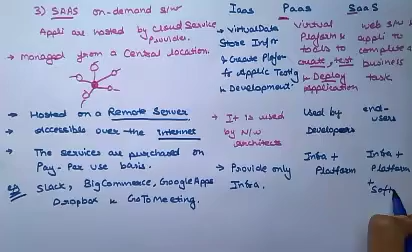 3) SAAS on-demand s/w
Appli are hosted by cloud service
Provider.
→ managed from a Central location.
→ Hosted on a Remote Server
→ accessible over the internet
→ The services are purchased on
Pay-Per use basis.
Slack, BigCommerce, Google Apps
Dropbox & GoToMeeting.
Iaas Paas SaaS
→ Virtual Data
Store Infr
& Create Platfor
for Applic Testing
& Development
virtual
Platform &
tools to
create, test
& Deploy
application
web s/w &
appli to
complete
business
task
→ It is used
by N/w
architects
Used by
Developers
end-
users
→ Provide only
Infra.
Infra +
Platform
Infra +
Platform
+
Soft